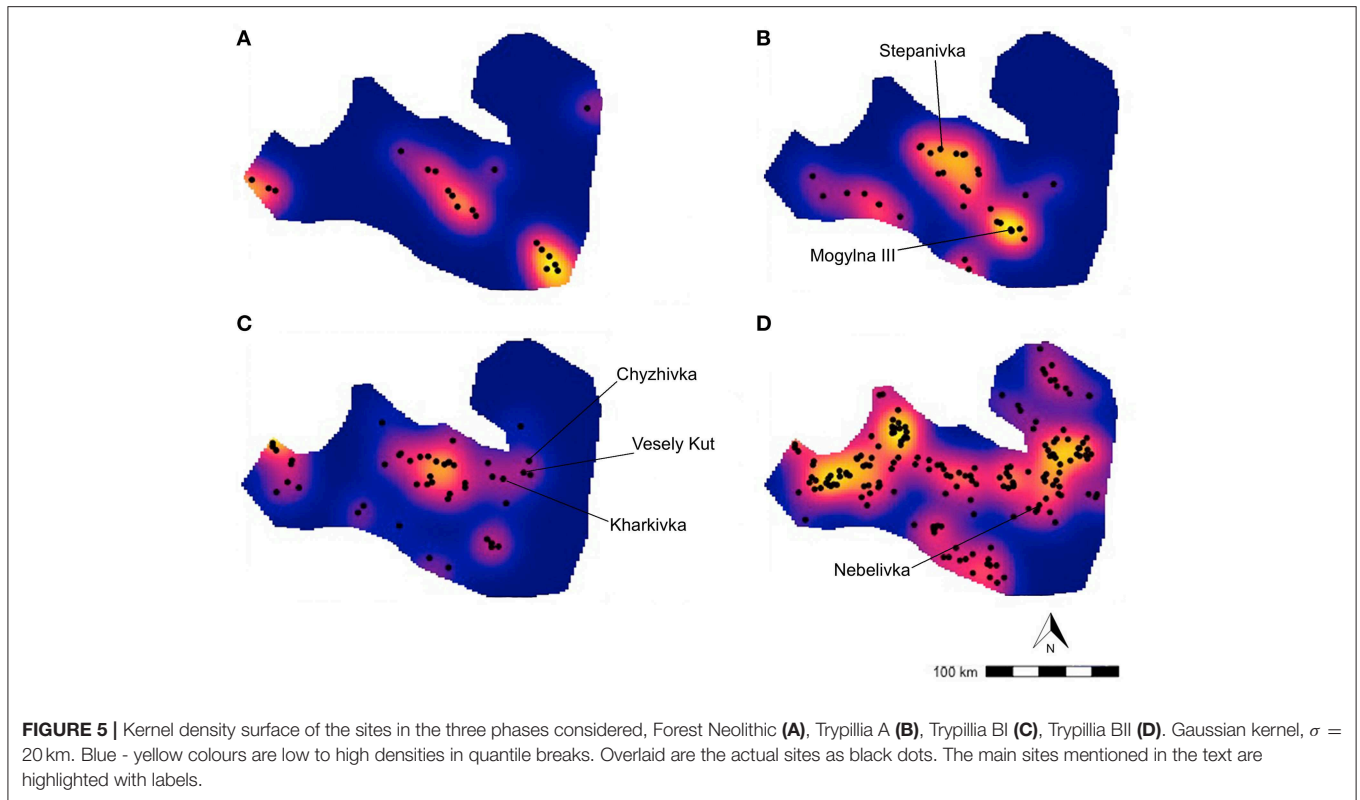 A
B
Stepanivka
Mogylna III
C
D
Chyzhivka
Vesely Kut
Kharkivka
Nebelivka
N
100 km
FIGURE 5 | Kernel density surface of the sites in the three phases considered, Forest Neolithic (A), Trypillia A (B), Trypillia BI (C), Trypillia BII (D). Gaussian kernel, σ =
20 km. Blue - yellow colours are low to high densities in quantile breaks. Overlaid are the actual sites as black dots. The main sites mentioned in the text are
highlighted with labels.